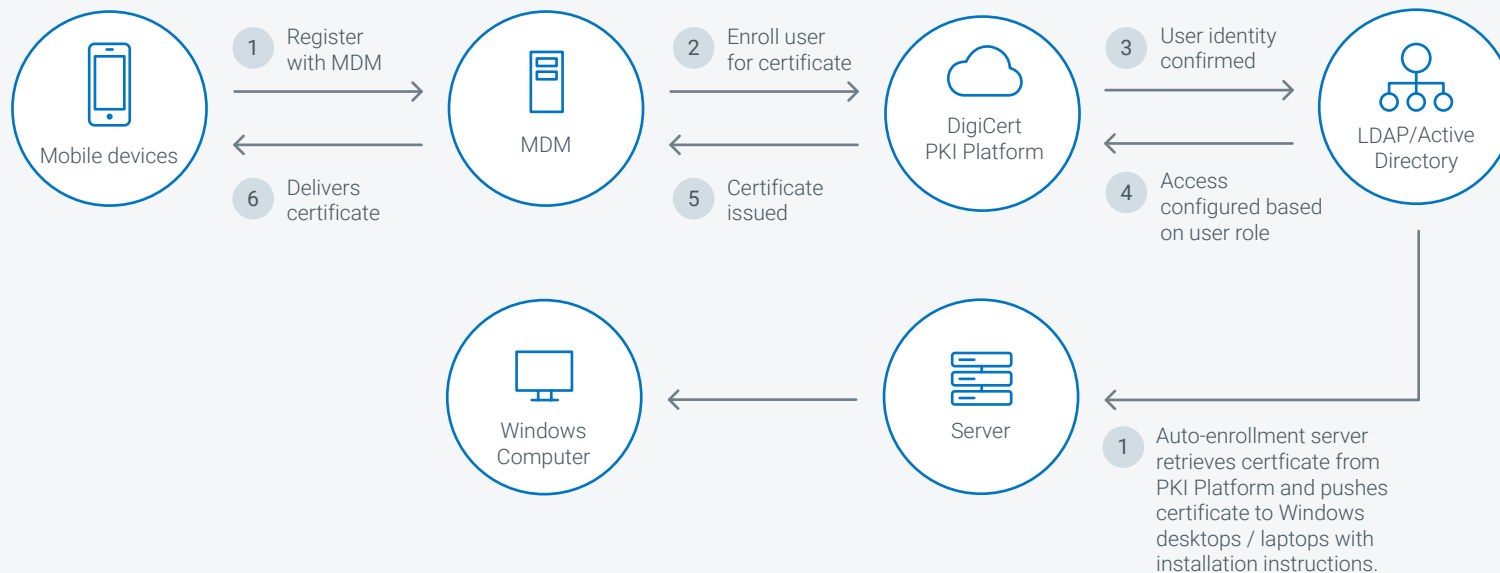 1
Register
with MDM
2
Enroll user
for certificate
3
User identity
confirmed
Mobile devices
MDM
DigiCert
PKI Platform
LDAP/Active
Directory
6
Delivers
certificate
5
Certificate
issued
4
Access
configured based
on user role
Windows
Computer
Server
1
Auto-enrollment server
retrieves certficate from
PKI Platform and pushes
certificate to Windows
desktops / laptops with
installation instructions.